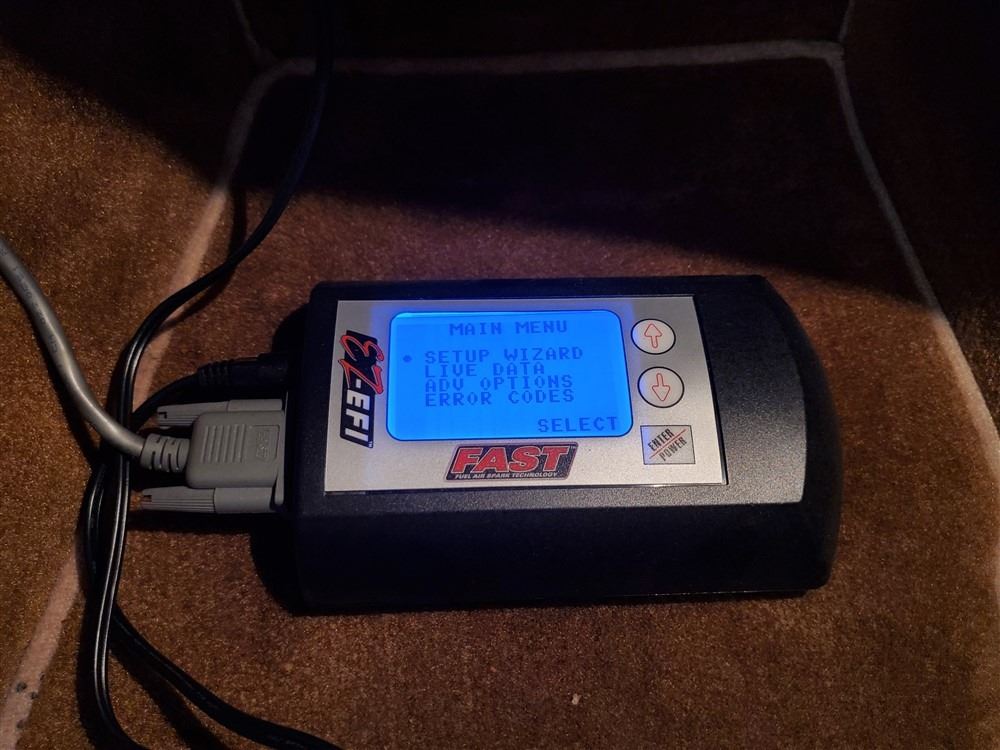 MAIN MENU
SETUP WIZARD
LIVE DATA
ADV OPTIONS
ERROR CODES
SELECT
EZ-EFI
FAST
FUEL AIR SPARK TECHNOLOGY
ENTER
POWER